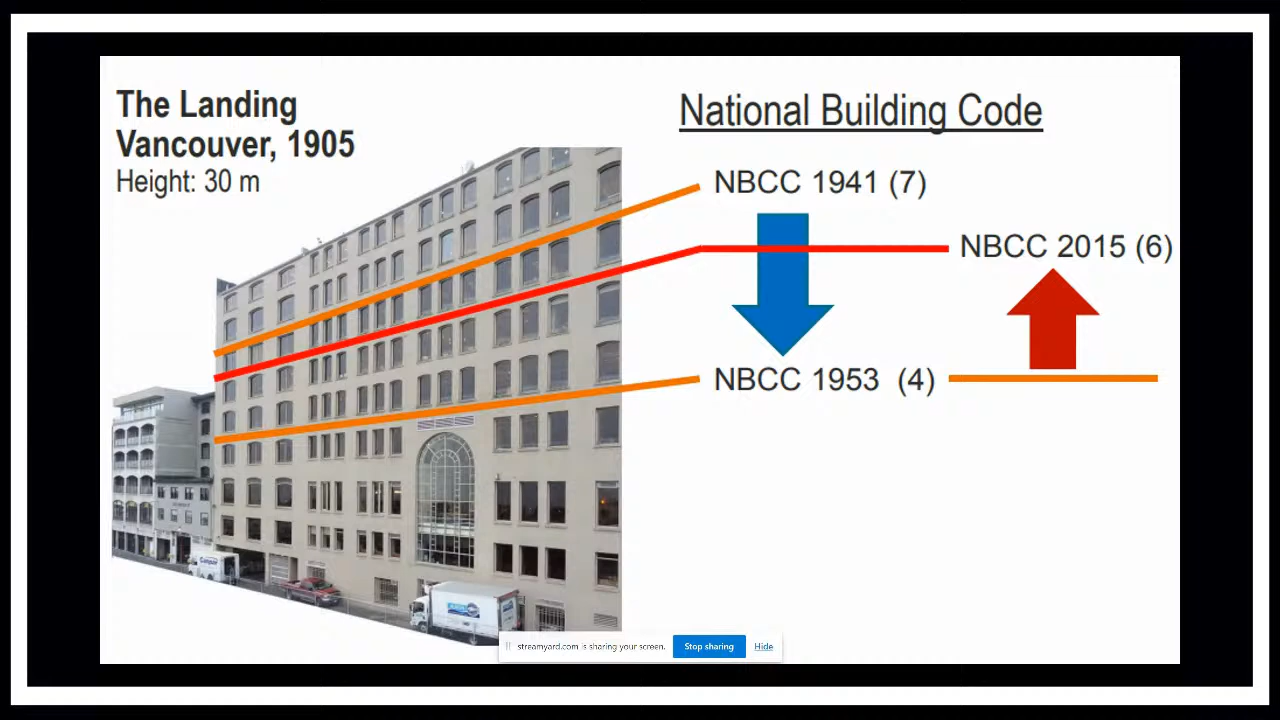 The Landing
Vancouver, 1905
Height: 30 m
National Building Code
NBCC 1941 (7)
NBCC 2015 (6)
NBCC 1953 (4)
streamyard.com is sharing your screen. Stop sharing Hide